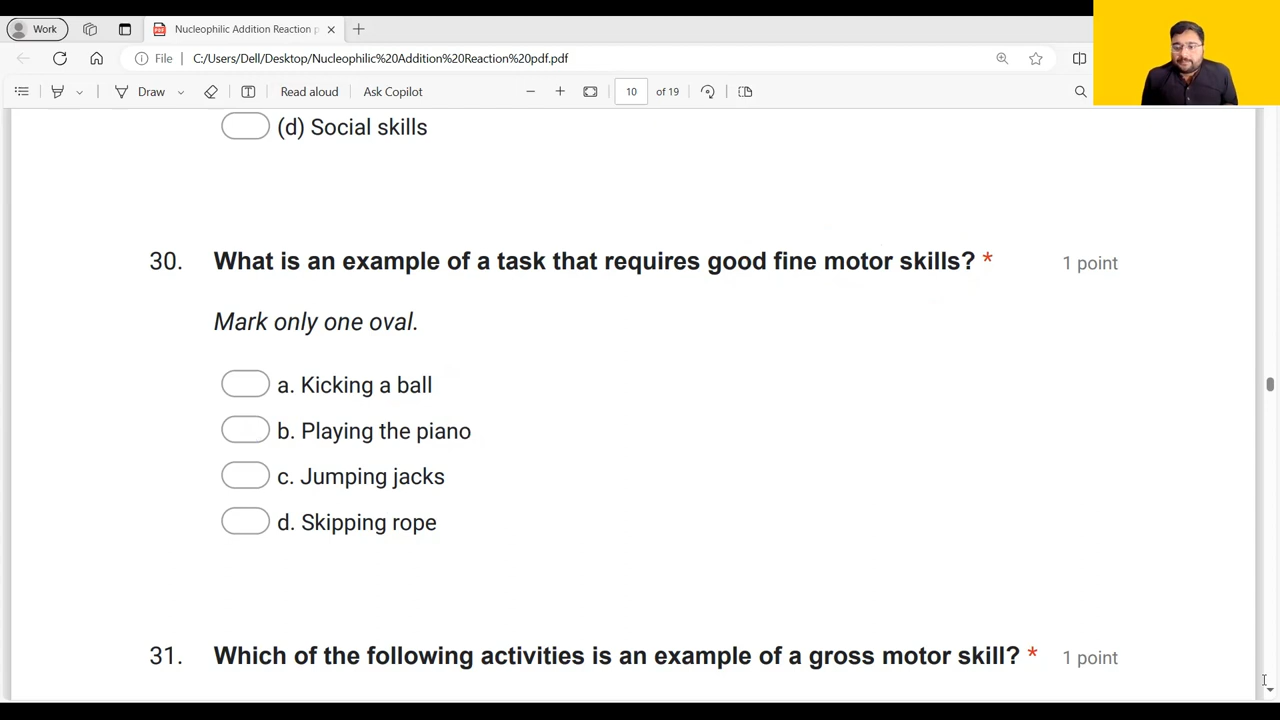 Work
Nucleophilic Addition Reaction p
File
C:/Users/Dell/Desktop/Nucleophilic%20Addition%20Reaction%20pdf.pdf
Draw
Read aloud
Ask Copilot
10 of 19
(d) Social skills
30. What is an example of a task that requires good fine motor skills? * 1 point
Mark only one oval.
a. Kicking a ball
b. Playing the piano
c. Jumping jacks
d. Skipping rope
31. Which of the following activities is an example of a gross motor skill? * 1 point